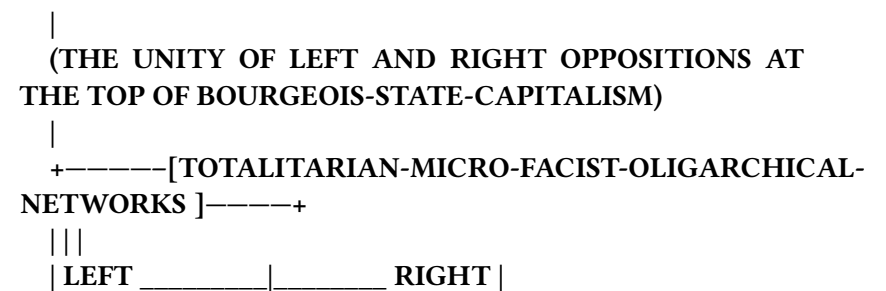 |
(THE UNITY OF LEFT AND RIGHT OPPOSITIONS AT
THE TOP OF BOURGEOIS-STATE-CAPITALISM)
|
+—————–[TOTALITARIAN-MICRO-FACIST-OLIGARCHICAL-
NETWORKS ]————+
| | |
| LEFT _________|________ RIGHT |